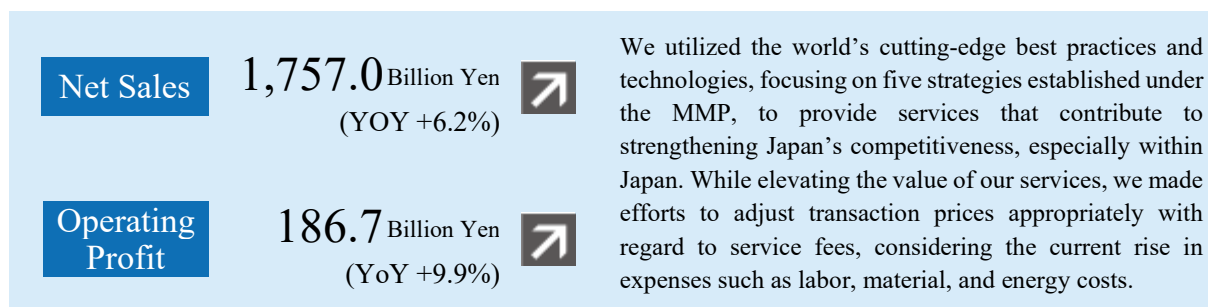 Net Sales
1,757.0 Billion Yen
(YOY +6.2%)
Operating
Profit
186.7 Billion Yen
(YoY +9.9%)
We utilized the world’s cutting-edge best practices and
technologies, focusing on five strategies established under
the MMP, to provide services that contribute to
strengthening Japan’s competitiveness, especially within
Japan. While elevating the value of our services, we made
efforts to adjust transaction prices appropriately with
regard to service fees, considering the current rise in
expenses such as labor, material, and energy costs.